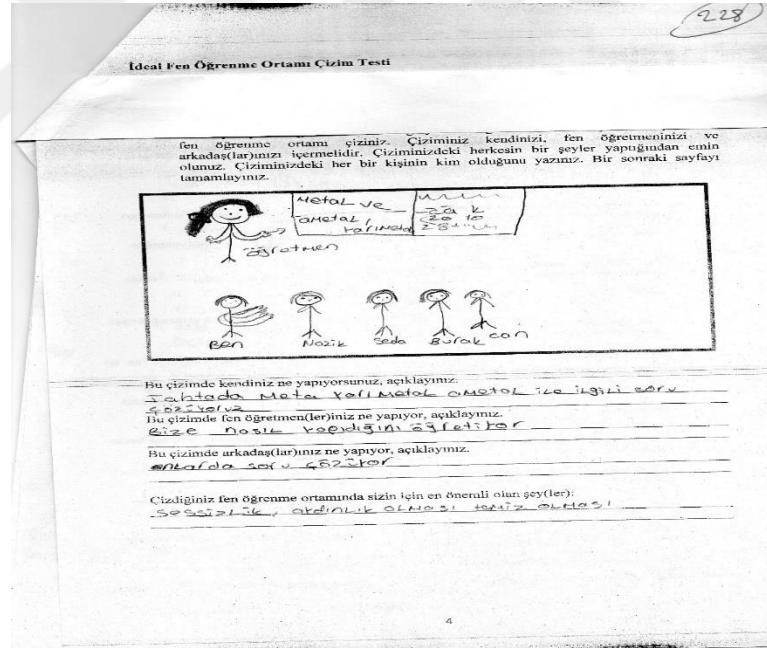 228
İdeal Fen Öğrenme Ortamı Çizim Testi
fen öğrenme ortamı çiziniz. Çiziminiz kendinizi, fen öğretmeninizi ve
arkadaş(lar)ınızı içermelidir. Çiziminizdeki herkesin bir şeyler yaptığından emin
olunuz. Çiziminizdeki her bir kişinin kim olduğunu yazınız. Bir sonraki sayfayı
tamamlayınız.
Metal ve
ametal,
yarımetal
öğretmen
Ben Nazik Seda Burak can
Bu çizimde kendiniz ne yapıyorsunuz, açıklayınız.
Tahtada Meta Yarı Metal ametal ile ilgili soru
çözüyoruz
Bu çizimde fen öğretmen(ler)iniz ne yapıyor, açıklayınız.
Bize nasıl yapıdığını öğretiyor
Bu çizimde arkadaş(lar)ınız ne yapıyor, açıklayınız.
onlarda soru çözüyor
Çizdiğiniz fen öğrenme ortamında sizin için en önemli olan şey(ler):
Sessizlik, aydınlık olması temiz olması
4